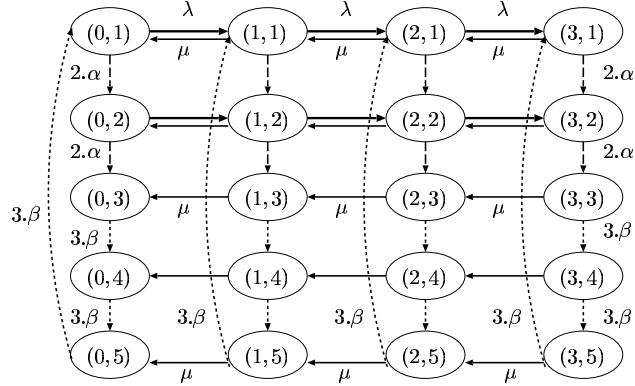 λ λ λ
(0, 1) (1, 1) (2, 1) (3, 1)
μ μ μ
2.α 2.α
(0, 2) (1, 2) (2, 2) (3, 2)
2.α 2.α
(0, 3) (1, 3) (2, 3) (3, 3)
μ μ μ
3.β
3.β 3.β
(0, 4) (1, 4) (2, 4) (3, 4)
3.β 3.β 3.β 3.β 3.β
(0, 5) (1, 5) (2, 5) (3, 5)
μ μ μ